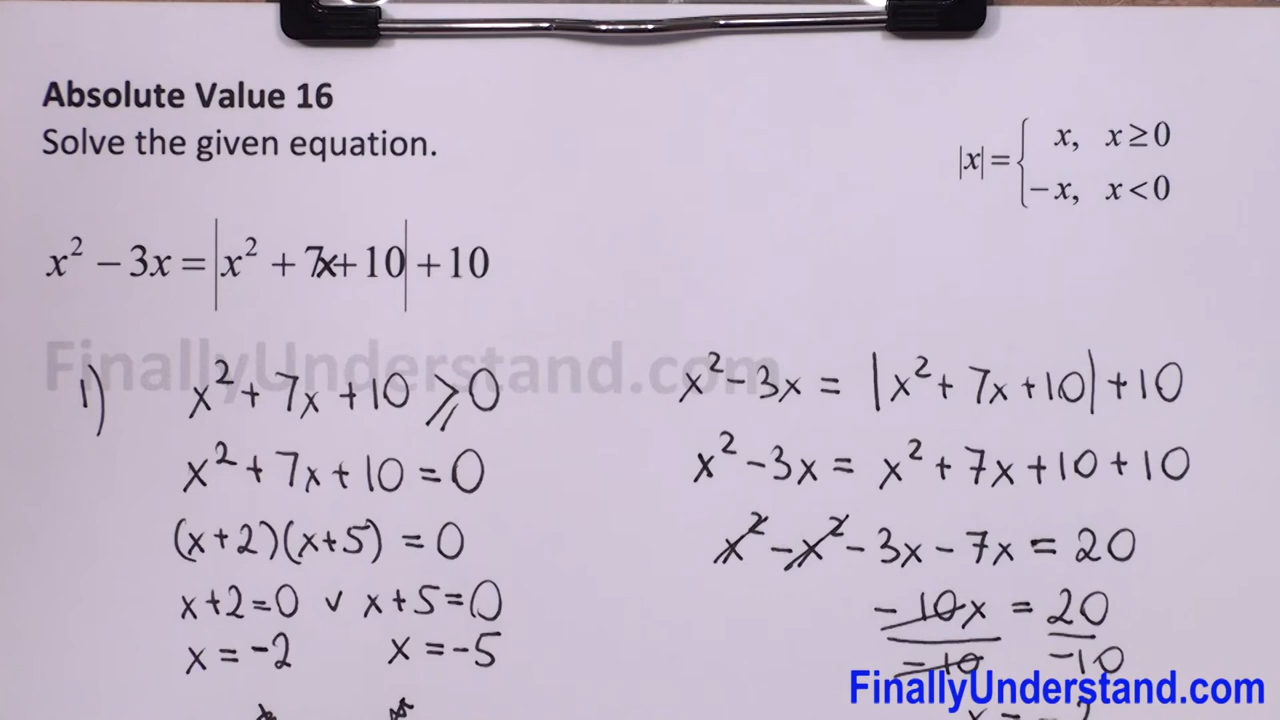 Absolute Value 16
Solve the given equation.
|x| = { x, x ≥ 0
−x, x < 0
x² − 3x = |x² + 7x + 10| + 10
FinallyUnderstand.com
1) x² + 7x + 10 ⩾ 0
x² + 7x + 10 = 0
(x+2)(x+5) = 0
x+2=0 ∨ x+5=0
x = -2 x = -5
x² - 3x = |x² + 7x + 10| + 10
x² - 3x = x² + 7x + 10 + 10
x² - x² - 3x - 7x = 20
-10x = 20
-10 -10
FinallyUnderstand.com